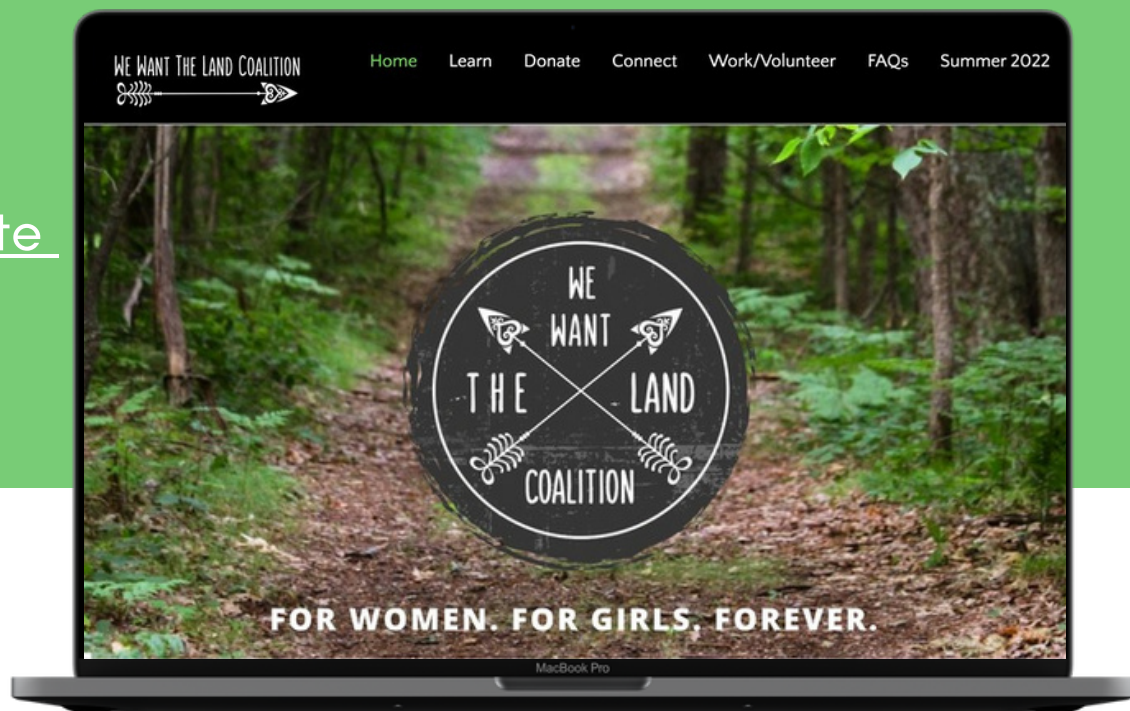 WE WANT THE LAND COALITION
Home Learn Donate Connect Work/Volunteer FAQs Summer 2022
te
WE
WANT
THE LAND
COALITION
FOR WOMEN. FOR GIRLS. FOREVER.
MacBook Pro